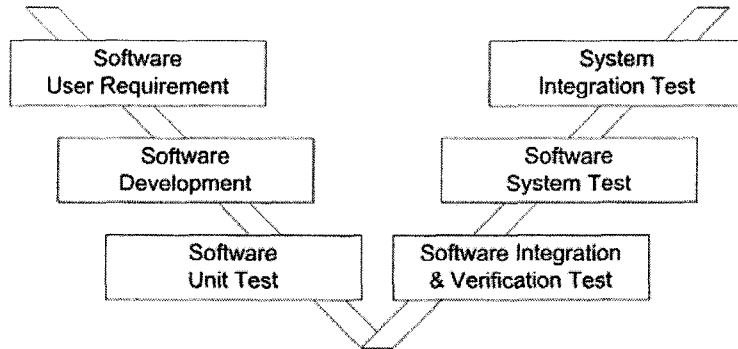 Software
User Requirement
System
Integration Test
Software
Development
Software
System Test
Software
Unit Test
Software Integration
& Verification Test